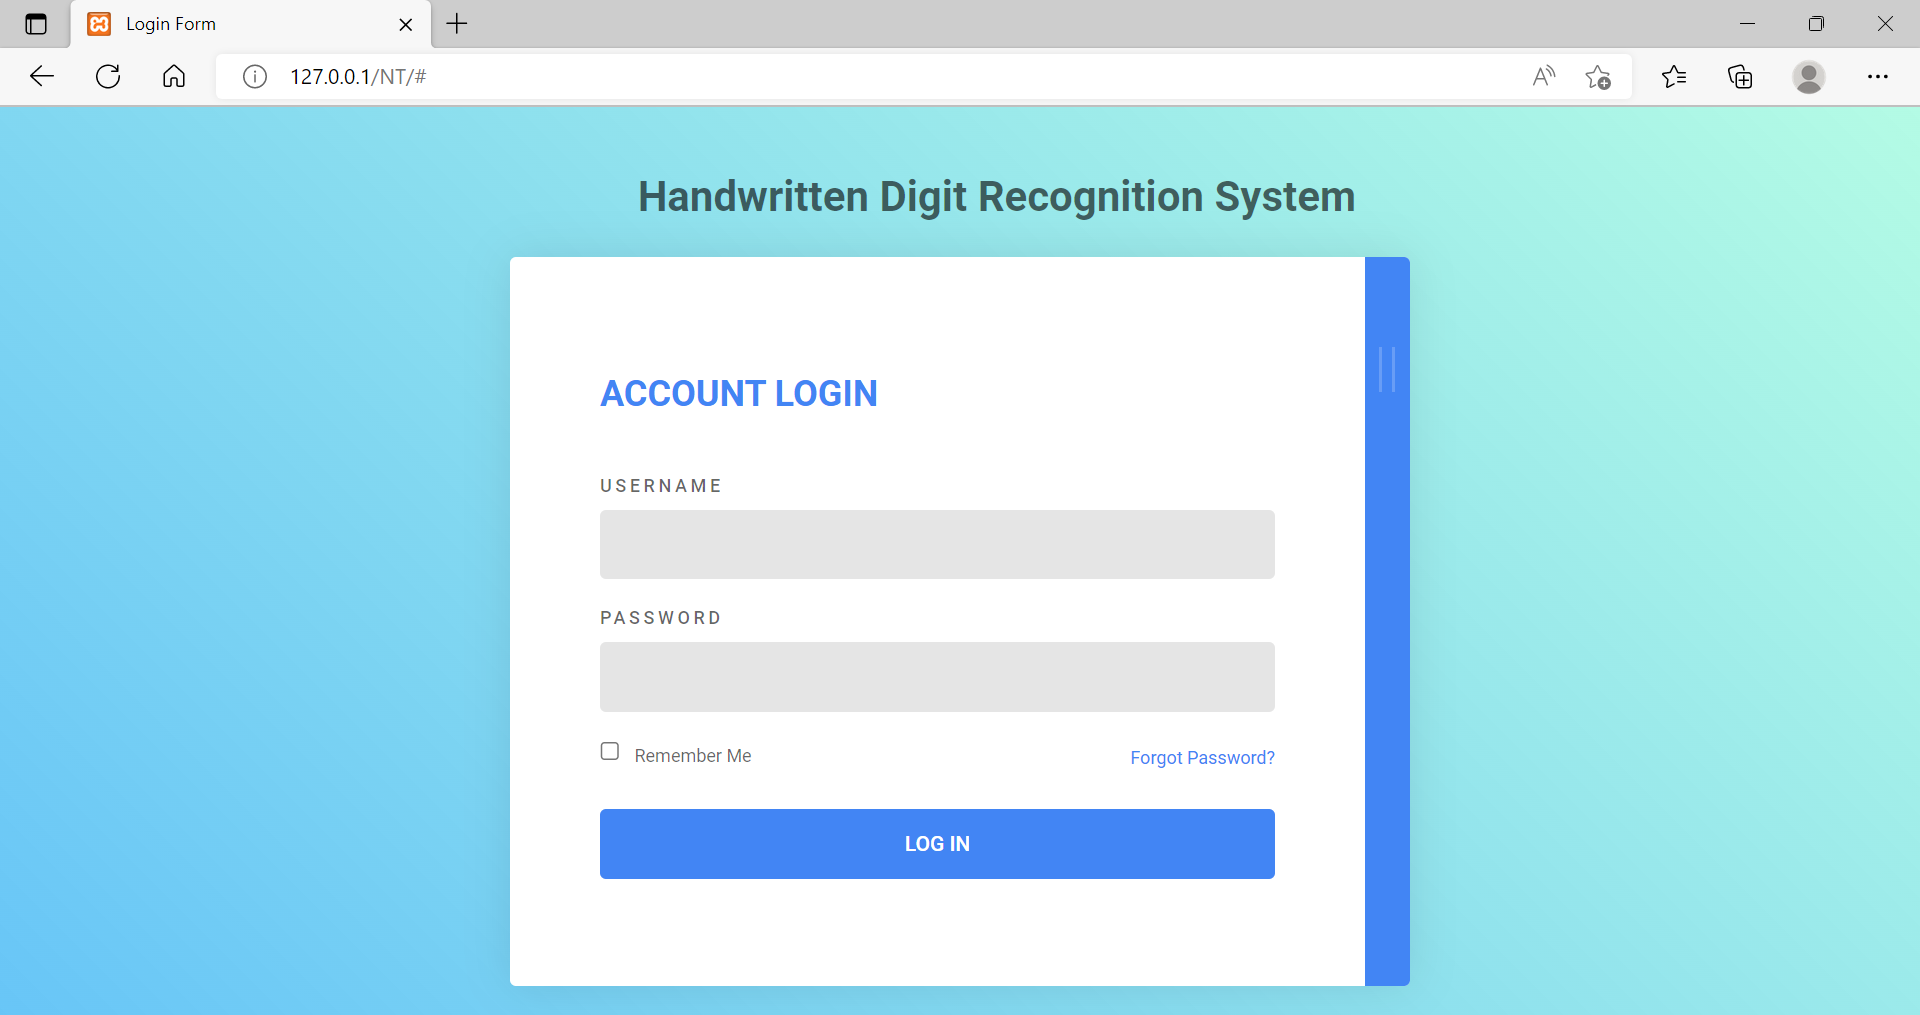 Login Form
127.0.0.1/NT/#
Handwritten Digit Recognition System
ACCOUNT LOGIN
USERNAME
PASSWORD
Remember Me
Forgot Password?
LOG IN